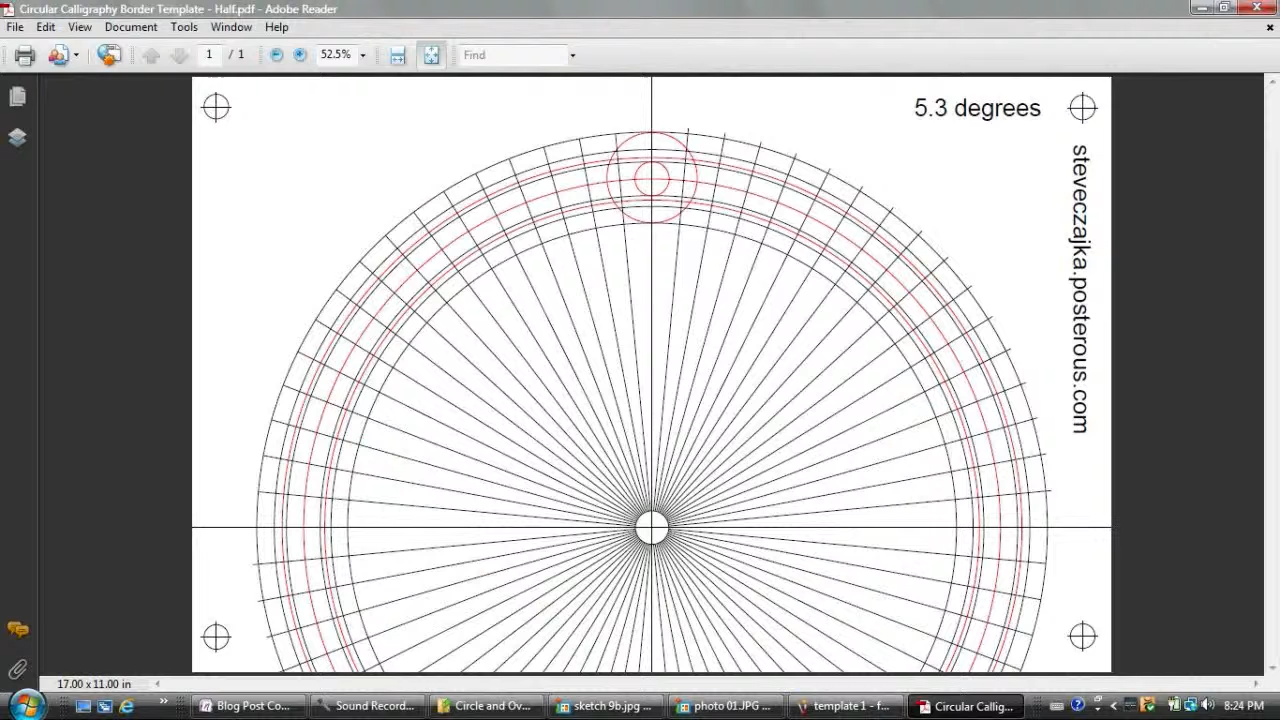 Circular Calligraphy Border Template - Half.pdf - Adobe Reader
File Edit View Document Tools Window Help
1 / 1 52.5% Find
5.3 degrees
steveczajka.posterous.com
17.00 x 11.00 in
Blog Post Co... Sound Record... Circle and Ov... sketch 9b.jpg ... photo 01.JPG ... template 1 - f... Circular Callig... 8:24 PM